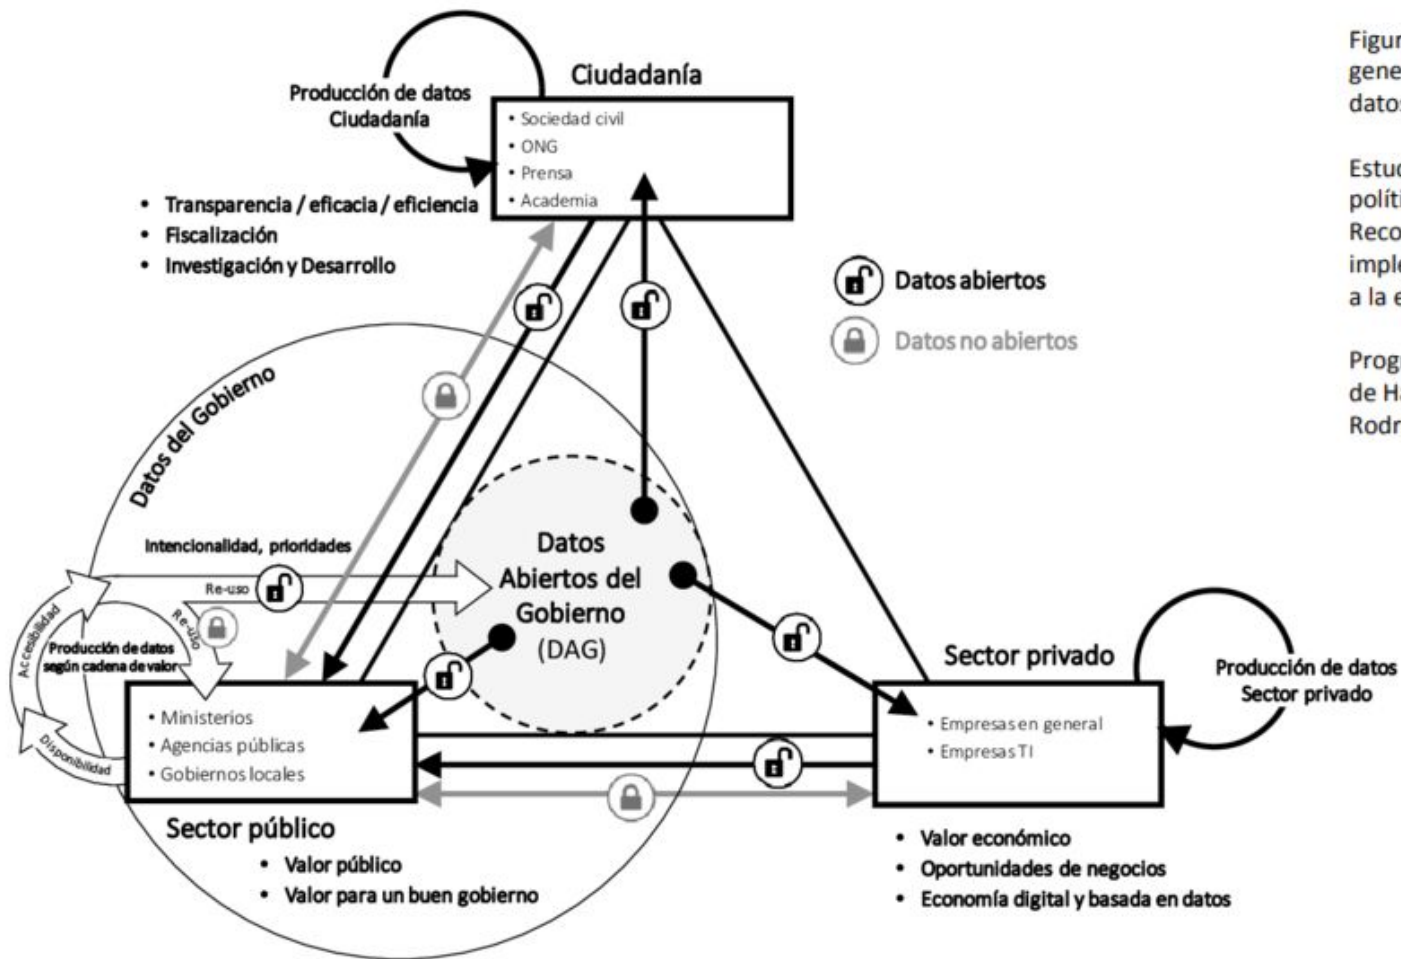 Ciudadanía
Producción de datos
Ciudadanía
• Sociedad civil
• ONG
• Prensa
• Academia
• Transparencia / eficacia / eficiencia
• Fiscalización
• Investigación y Desarrollo
Datos abiertos
Datos no abiertos
Datos del Gobierno
Intencionalidad, prioridades
Re-uso
Re-uso
Accesibilidad
Producción de datos
según cadena de valor
Disponibilidad
Datos
Abiertos del
Gobierno
(DAG)
• Ministerios
• Agencias públicas
• Gobiernos locales
Sector público
• Valor público
• Valor para un buen gobierno
Sector privado
Producción de datos
Sector privado
• Empresas en general
• Empresas TI
• Valor económico
• Oportunidades de negocios
• Economía digital y basada en datos
datos
de
a la